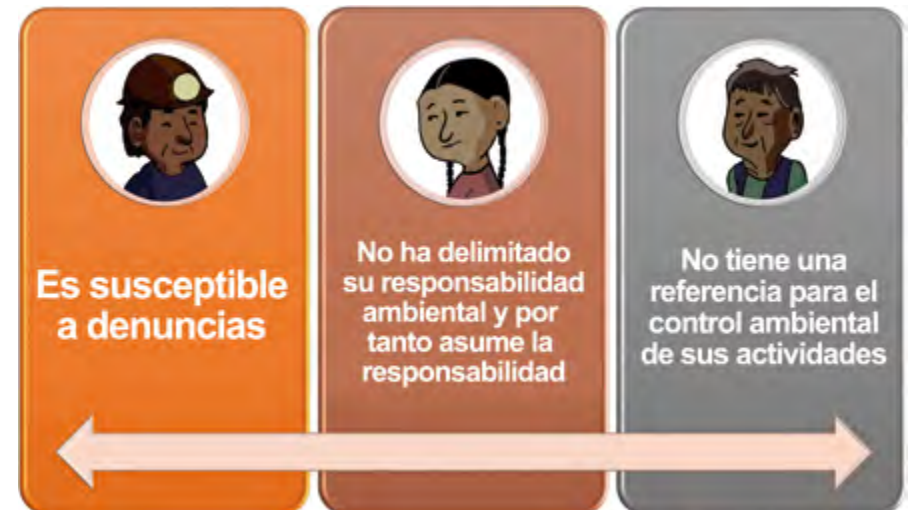 Es susceptible
a denuncias
No ha delimitado
su responsabilidad
ambiental y por
tanto asume la
responsabilidad
No tiene una
referencia para el
control ambiental
de sus actividades